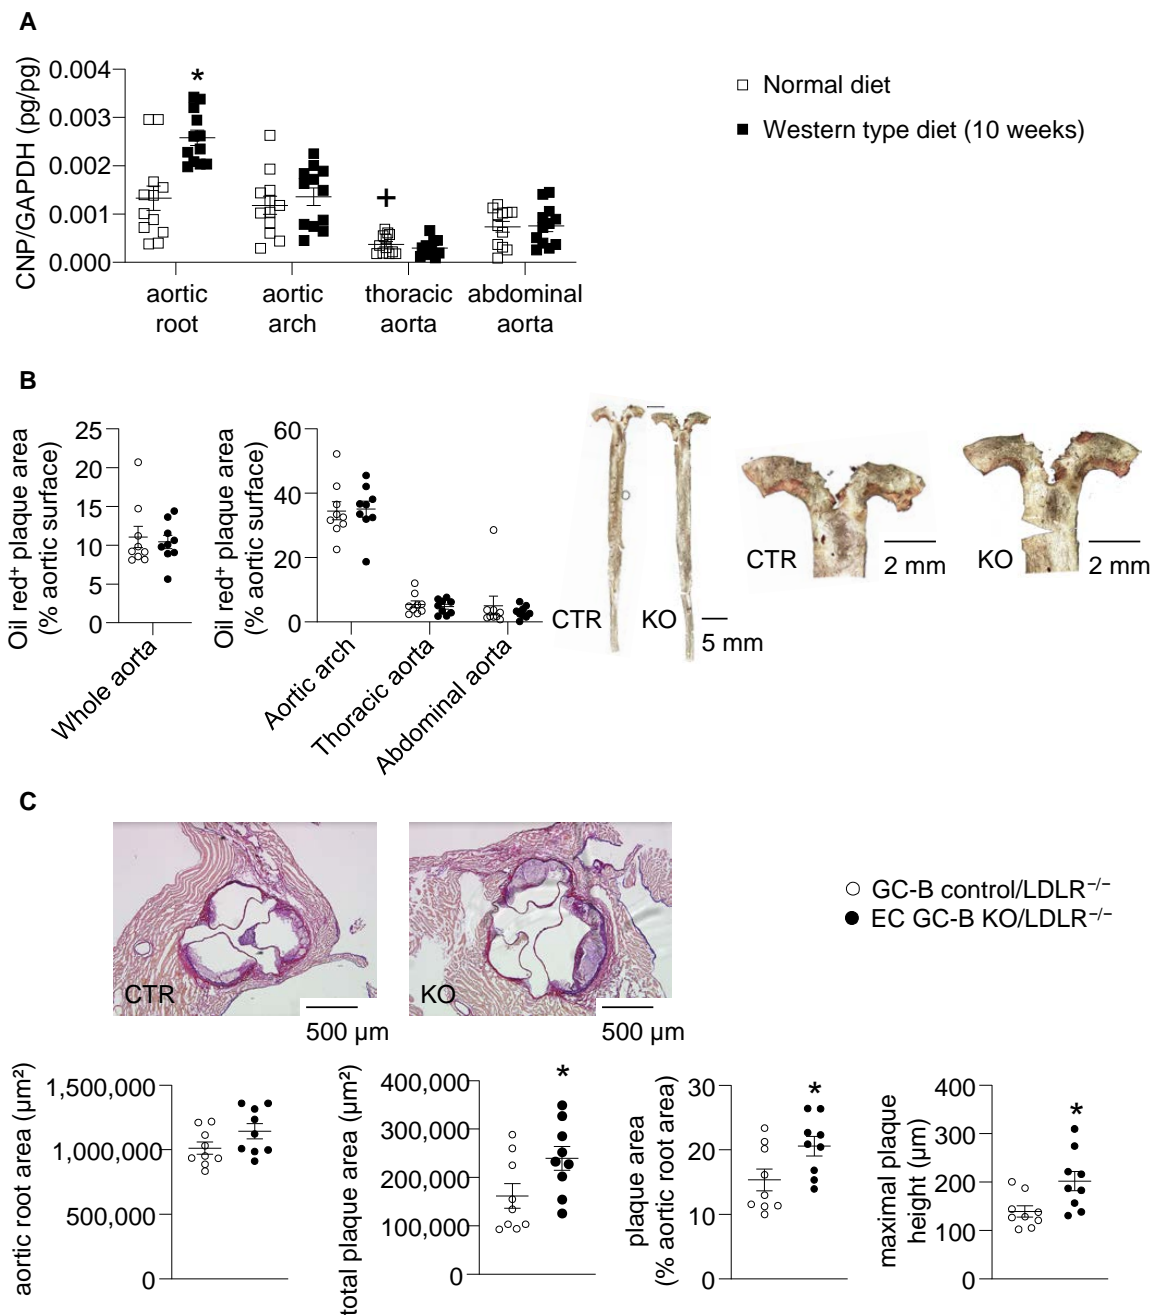 A
CNP/GAPDH (pg/pg)
0.004
0.003
0.002
0.001
0.000
*
+
aortic
root
aortic
arch
thoracic
aorta
abdominal
aorta
□ Normal diet
■ Western type diet (10 weeks)
B
Oil red⁺ plaque area
(% aortic surface)
25
20
15
10
5
0
Whole aorta
Oil red⁺ plaque area
(% aortic surface)
60
40
20
0
Aortic arch
Thoracic aorta
Abdominal aorta
CTR
KO
5 mm
CTR
2 mm
KO
2 mm
C
CTR
500 µm
KO
500 µm
○ GC-B control/LDLR⁻/⁻
● EC GC-B KO/LDLR⁻/⁻
aortic root area (µm²)
1,500,000
1,000,000
500,000
0
total plaque area (µm²)
400,000
300,000
200,000
100,000
0
*
plaque area
(% aortic root area)
30
20
10
0
*
maximal plaque
height (µm)
400
300
200
100
0
*